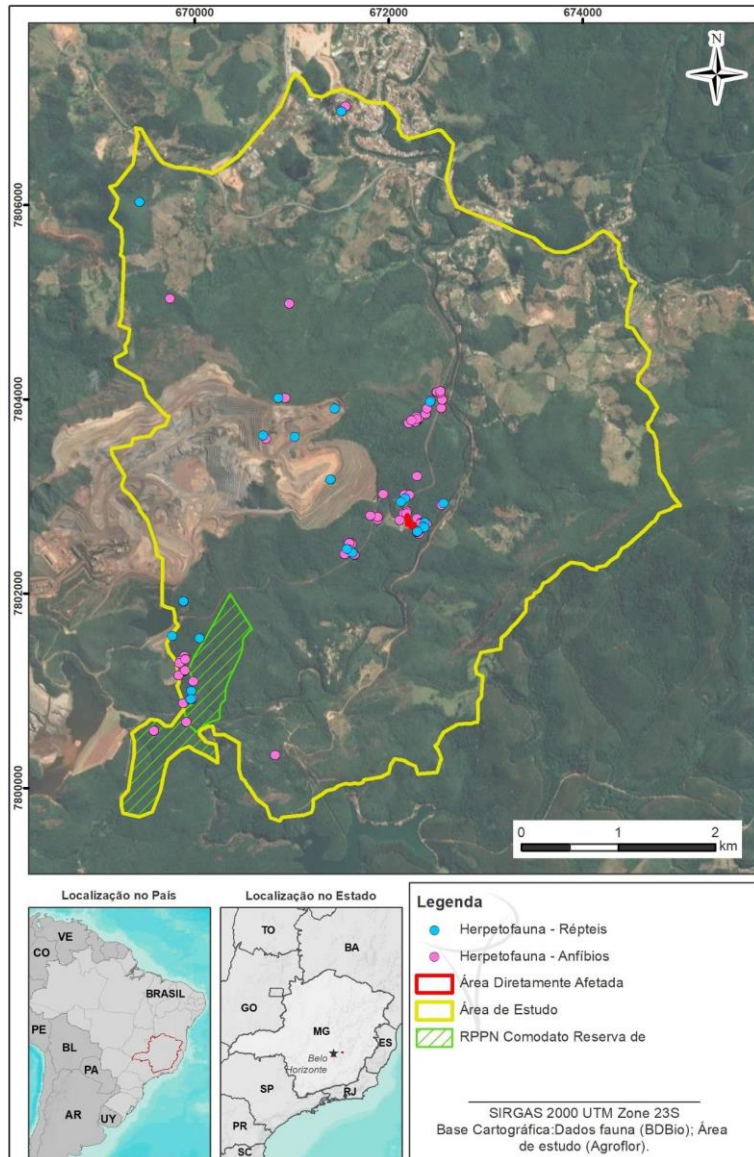 670000
672000
674000
N
7806000
7804000
7802000
7800000
0
1
2
km
Localização no País
VE
CO
BRASIL
PE
BL
PA
AR
UY
Localização no Estado
TO
BA
GO
MG
ES
Belo
Horizonte
SP
RJ
PR
SC
Legenda
Herpetofauna - Répteis
Herpetofauna - Anfíbios
Área Diretamente Afetada
Área de Estudo
RPPN Comodato Reserva de
SIRGAS 2000 UTM Zone 23S
Base Cartográfica:Dados fauna (BDBio); Área
de estudo (Agroflor).